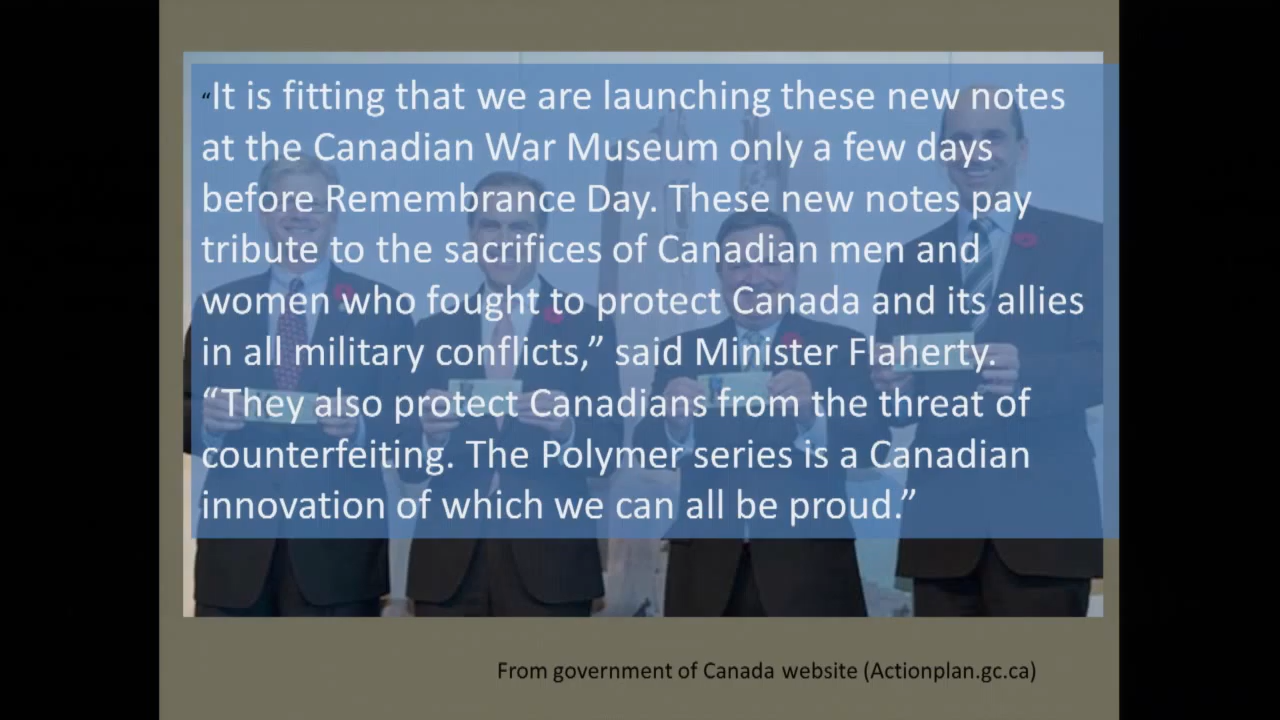 “It is fitting that we are launching these new notes
at the Canadian War Museum only a few days
before Remembrance Day. These new notes pay
tribute to the sacrifices of Canadian men and
women who fought to protect Canada and its allies
in all military conflicts,” said Minister Flaherty.
“They also protect Canadians from the threat of
counterfeiting. The Polymer series is a Canadian
innovation of which we can all be proud.”
From government of Canada website (Actionplan.gc.ca)